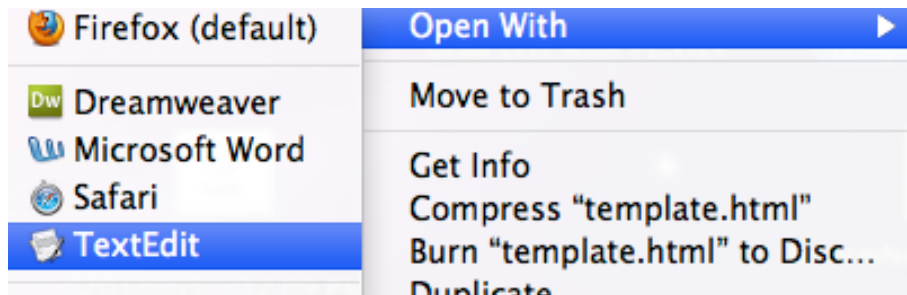 Firefox (default)
Dreamweaver
Microsoft Word
Safari
TextEdit
Open With
Move to Trash
Get Info
Compress “template.html”
Burn “template.html” to Disc...
Duplicate